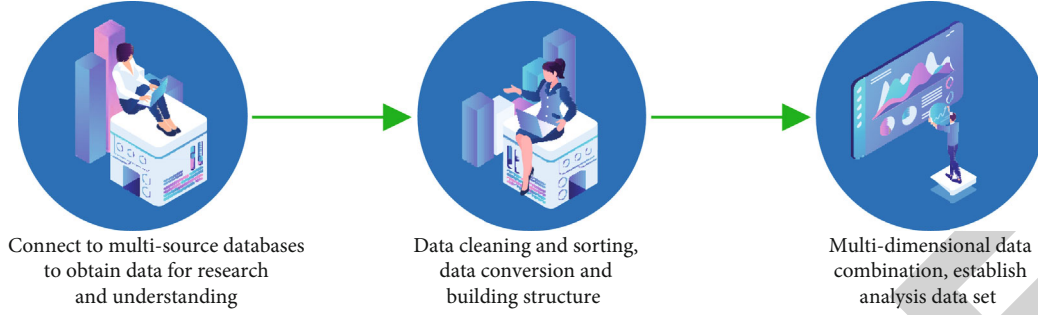 Connect to multi-source databases
to obtain data for research
and understanding
Data cleaning and sorting,
data conversion and
building structure
Multi-dimensional data
combination, establish
analysis data set